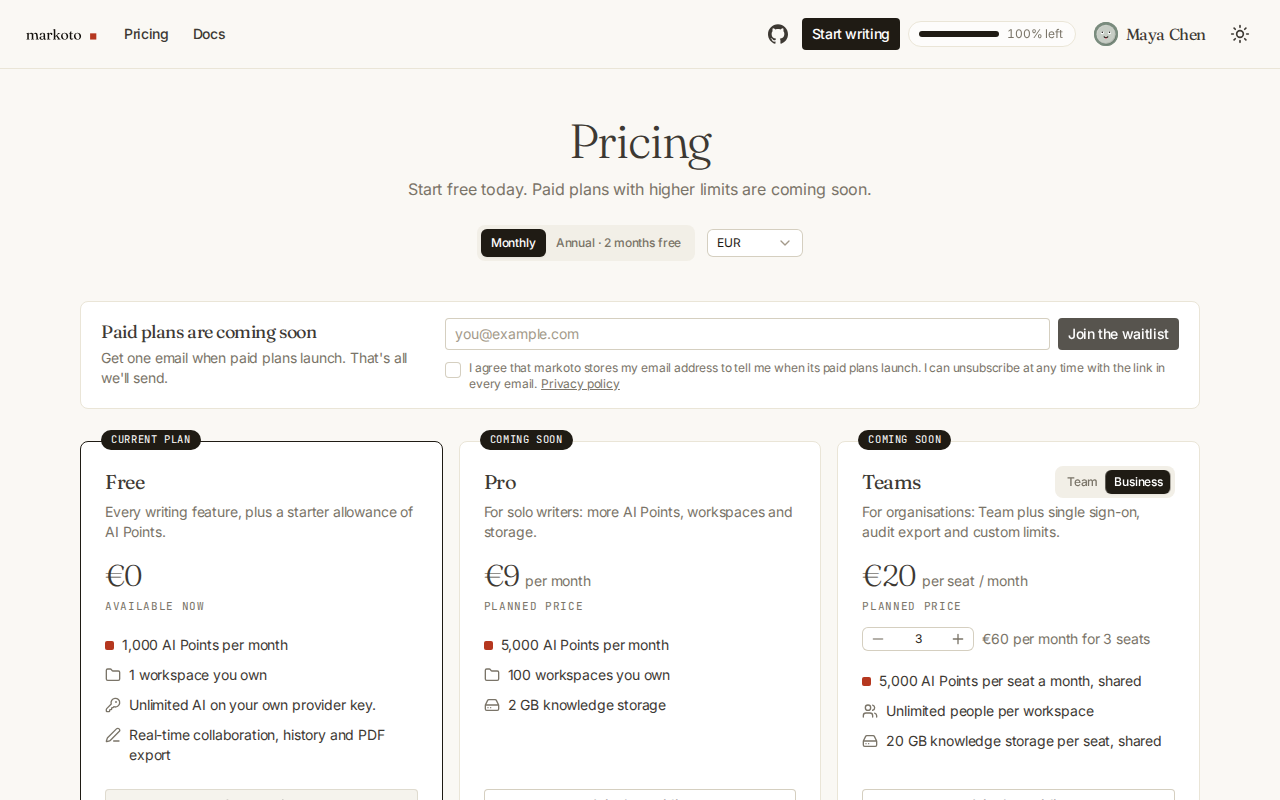 markoto
Pricing
Docs
Start writing
100% left
Maya Chen
Pricing
Start free today. Paid plans with higher limits are coming soon.
Monthly
Annual · 2 months free
EUR
Paid plans are coming soon
Get one email when paid plans launch. That's all
we'll send.
you@example.com
Join the waitlist
I agree that markoto stores my email address to tell me when its paid plans launch. I can unsubscribe at any time with the link in
every email. Privacy policy
CURRENT PLAN
Free
Every writing feature, plus a starter allowance of
AI Points.
€0
AVAILABLE NOW
1,000 AI Points per month
1 workspace you own
Unlimited AI on your own provider key.
Real-time collaboration, history and PDF
export
COMING SOON
Pro
For solo writers: more AI Points, workspaces and
storage.
€9 per month
PLANNED PRICE
5,000 AI Points per month
100 workspaces you own
2 GB knowledge storage
COMING SOON
Teams
Team
Business
For organisations: Team plus single sign-on,
audit export and custom limits.
€20 per seat / month
PLANNED PRICE
3
€60 per month for 3 seats
5,000 AI Points per seat a month, shared
Unlimited people per workspace
20 GB knowledge storage per seat, shared